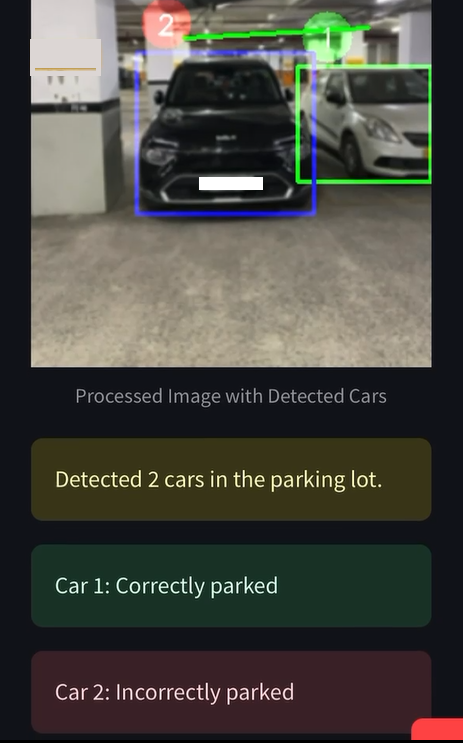 2
1
KIA
Processed Image with Detected Cars
Detected 2 cars in the parking lot.
Car 1: Correctly parked
Car 2: Incorrectly parked